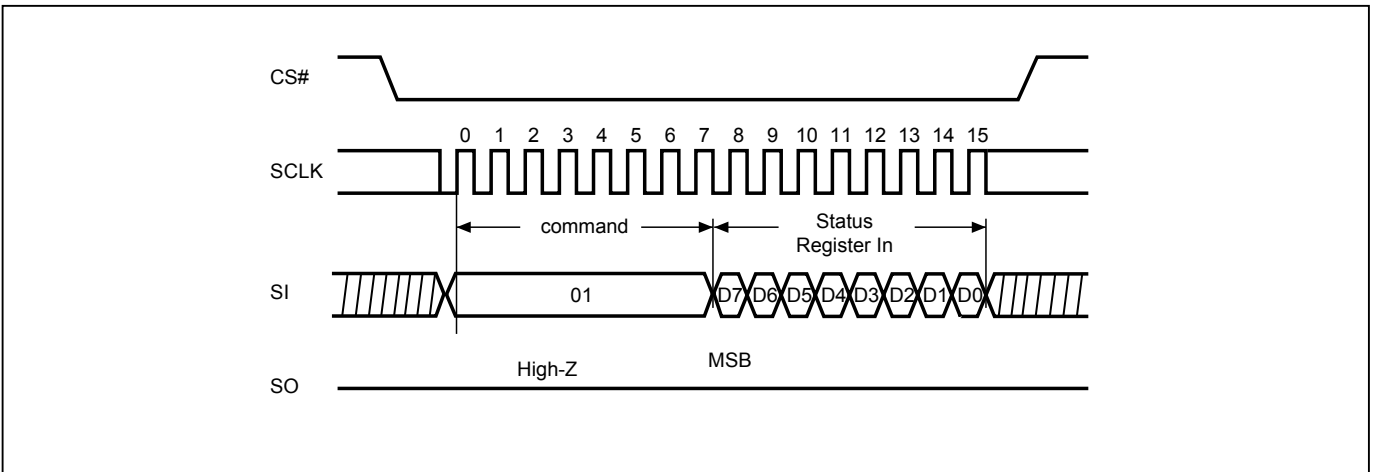 CS#
0 1 2 3 4 5 6 7 8 9 10 11 12 13 14 15
SCLK
command
Status
Register In
SI
01
D7 D6 D5 D4 D3 D2 D1 D0
High-Z
MSB
SO